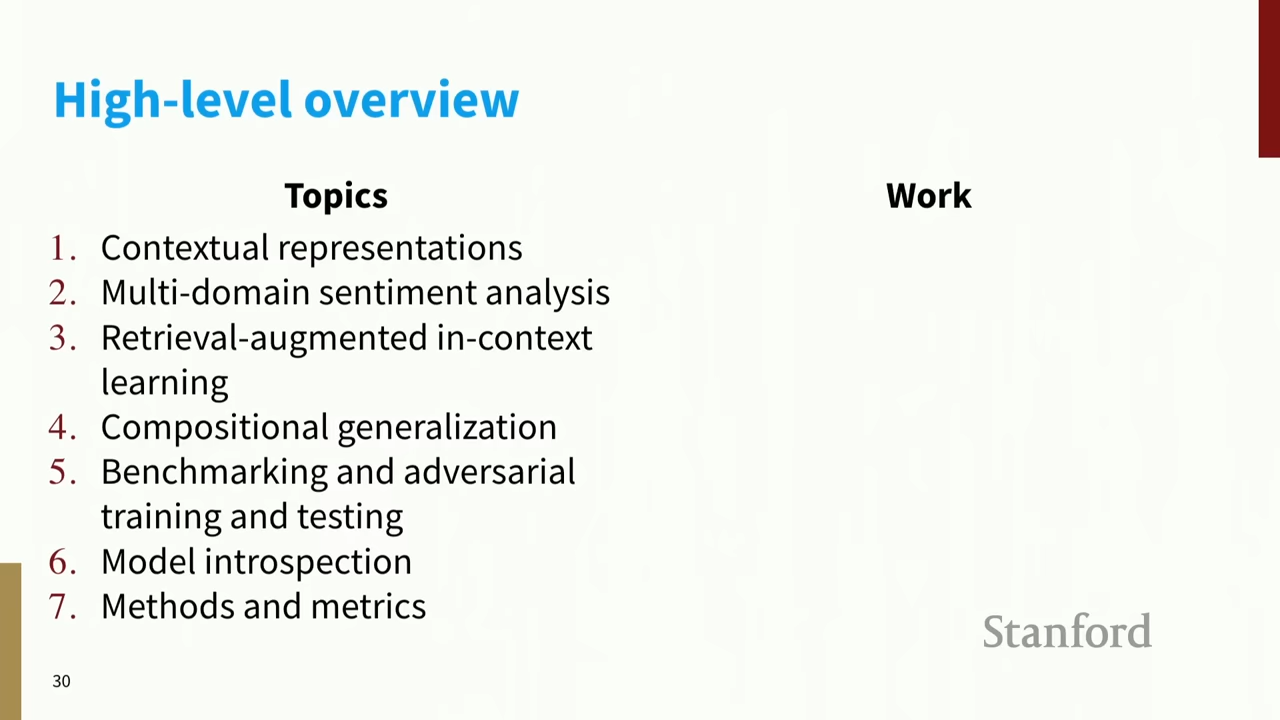 High-level overview
Topics
1. Contextual representations
2. Multi-domain sentiment analysis
3. Retrieval-augmented in-context
learning
4. Compositional generalization
5. Benchmarking and adversarial
training and testing
6. Model introspection
7. Methods and metrics
Work
Stanford
30